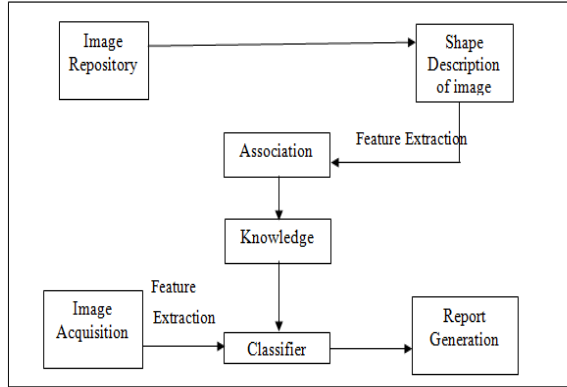 Image
Repository
Shape
Description
of image
Feature Extraction
Association
Knowledge
Image
Acquisition
Feature
Extraction
Classifier
Report
Generation